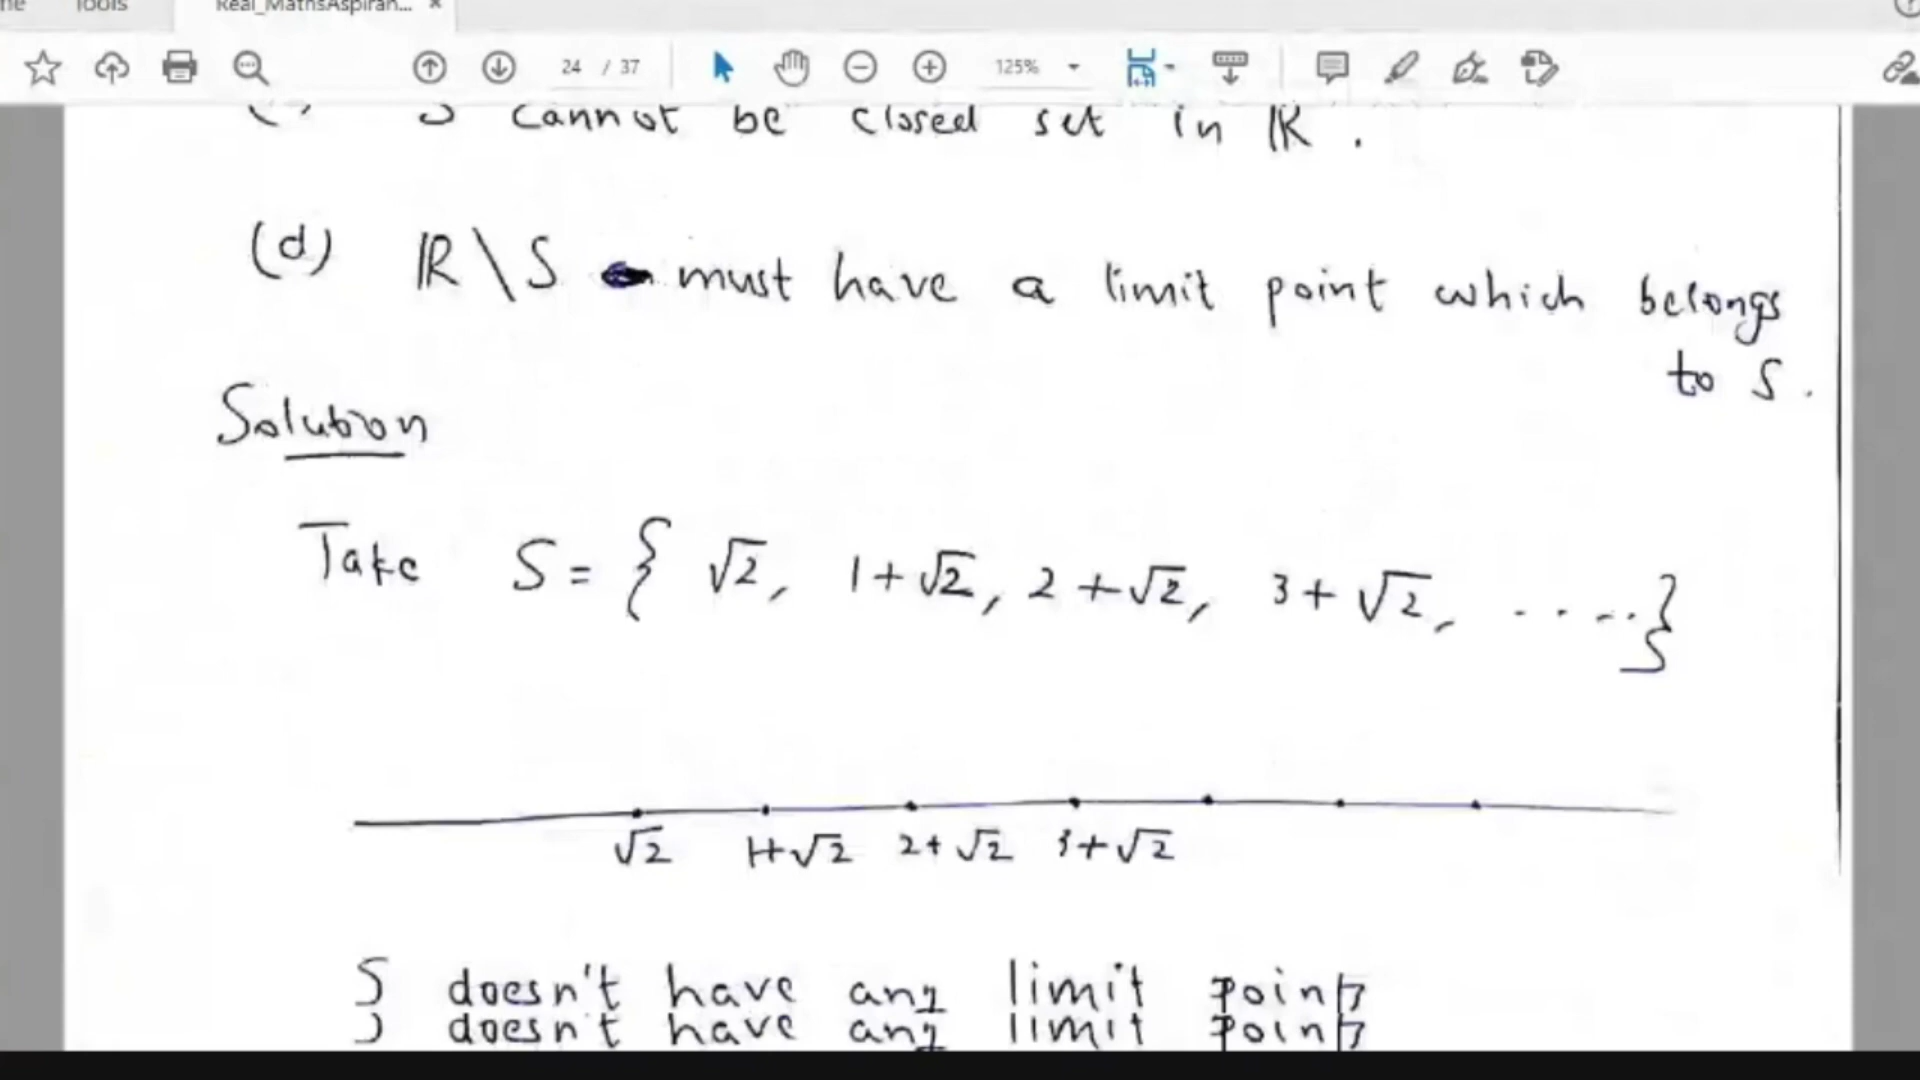 Tools Real_MathsAspiran... ×
24 / 37 125%
S cannot be closed set in ℝ.
(d) ℝ\S must have a limit point which belongs
to S.
Solution
Take S = { √2, 1+√2, 2+√2, 3+√2, ..... }
S
√2 1+√2 2+√2 3+√2
S doesn't have any limit point
doesn't have any limit point